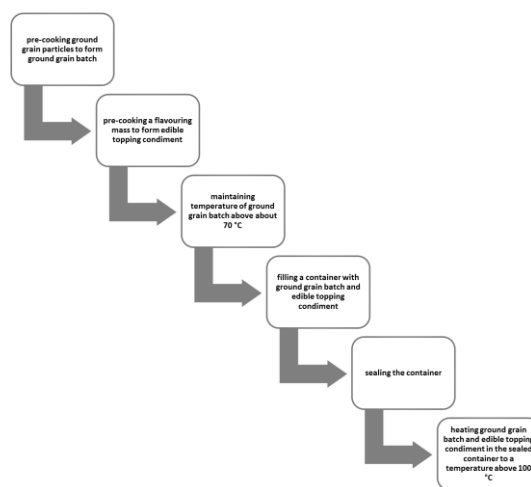 pre-cooking ground
grain particles to form
ground grain batch
pre-cooking a flavouring
mass to form edible
topping condiment
maintaining
temperature of ground
grain batch above about
70 °C
filling a container with
ground grain batch and
edible topping
condiment
sealing the container
heating ground grain
batch and edible topping
condiment in the sealed
container to a
temperature above 100
°C